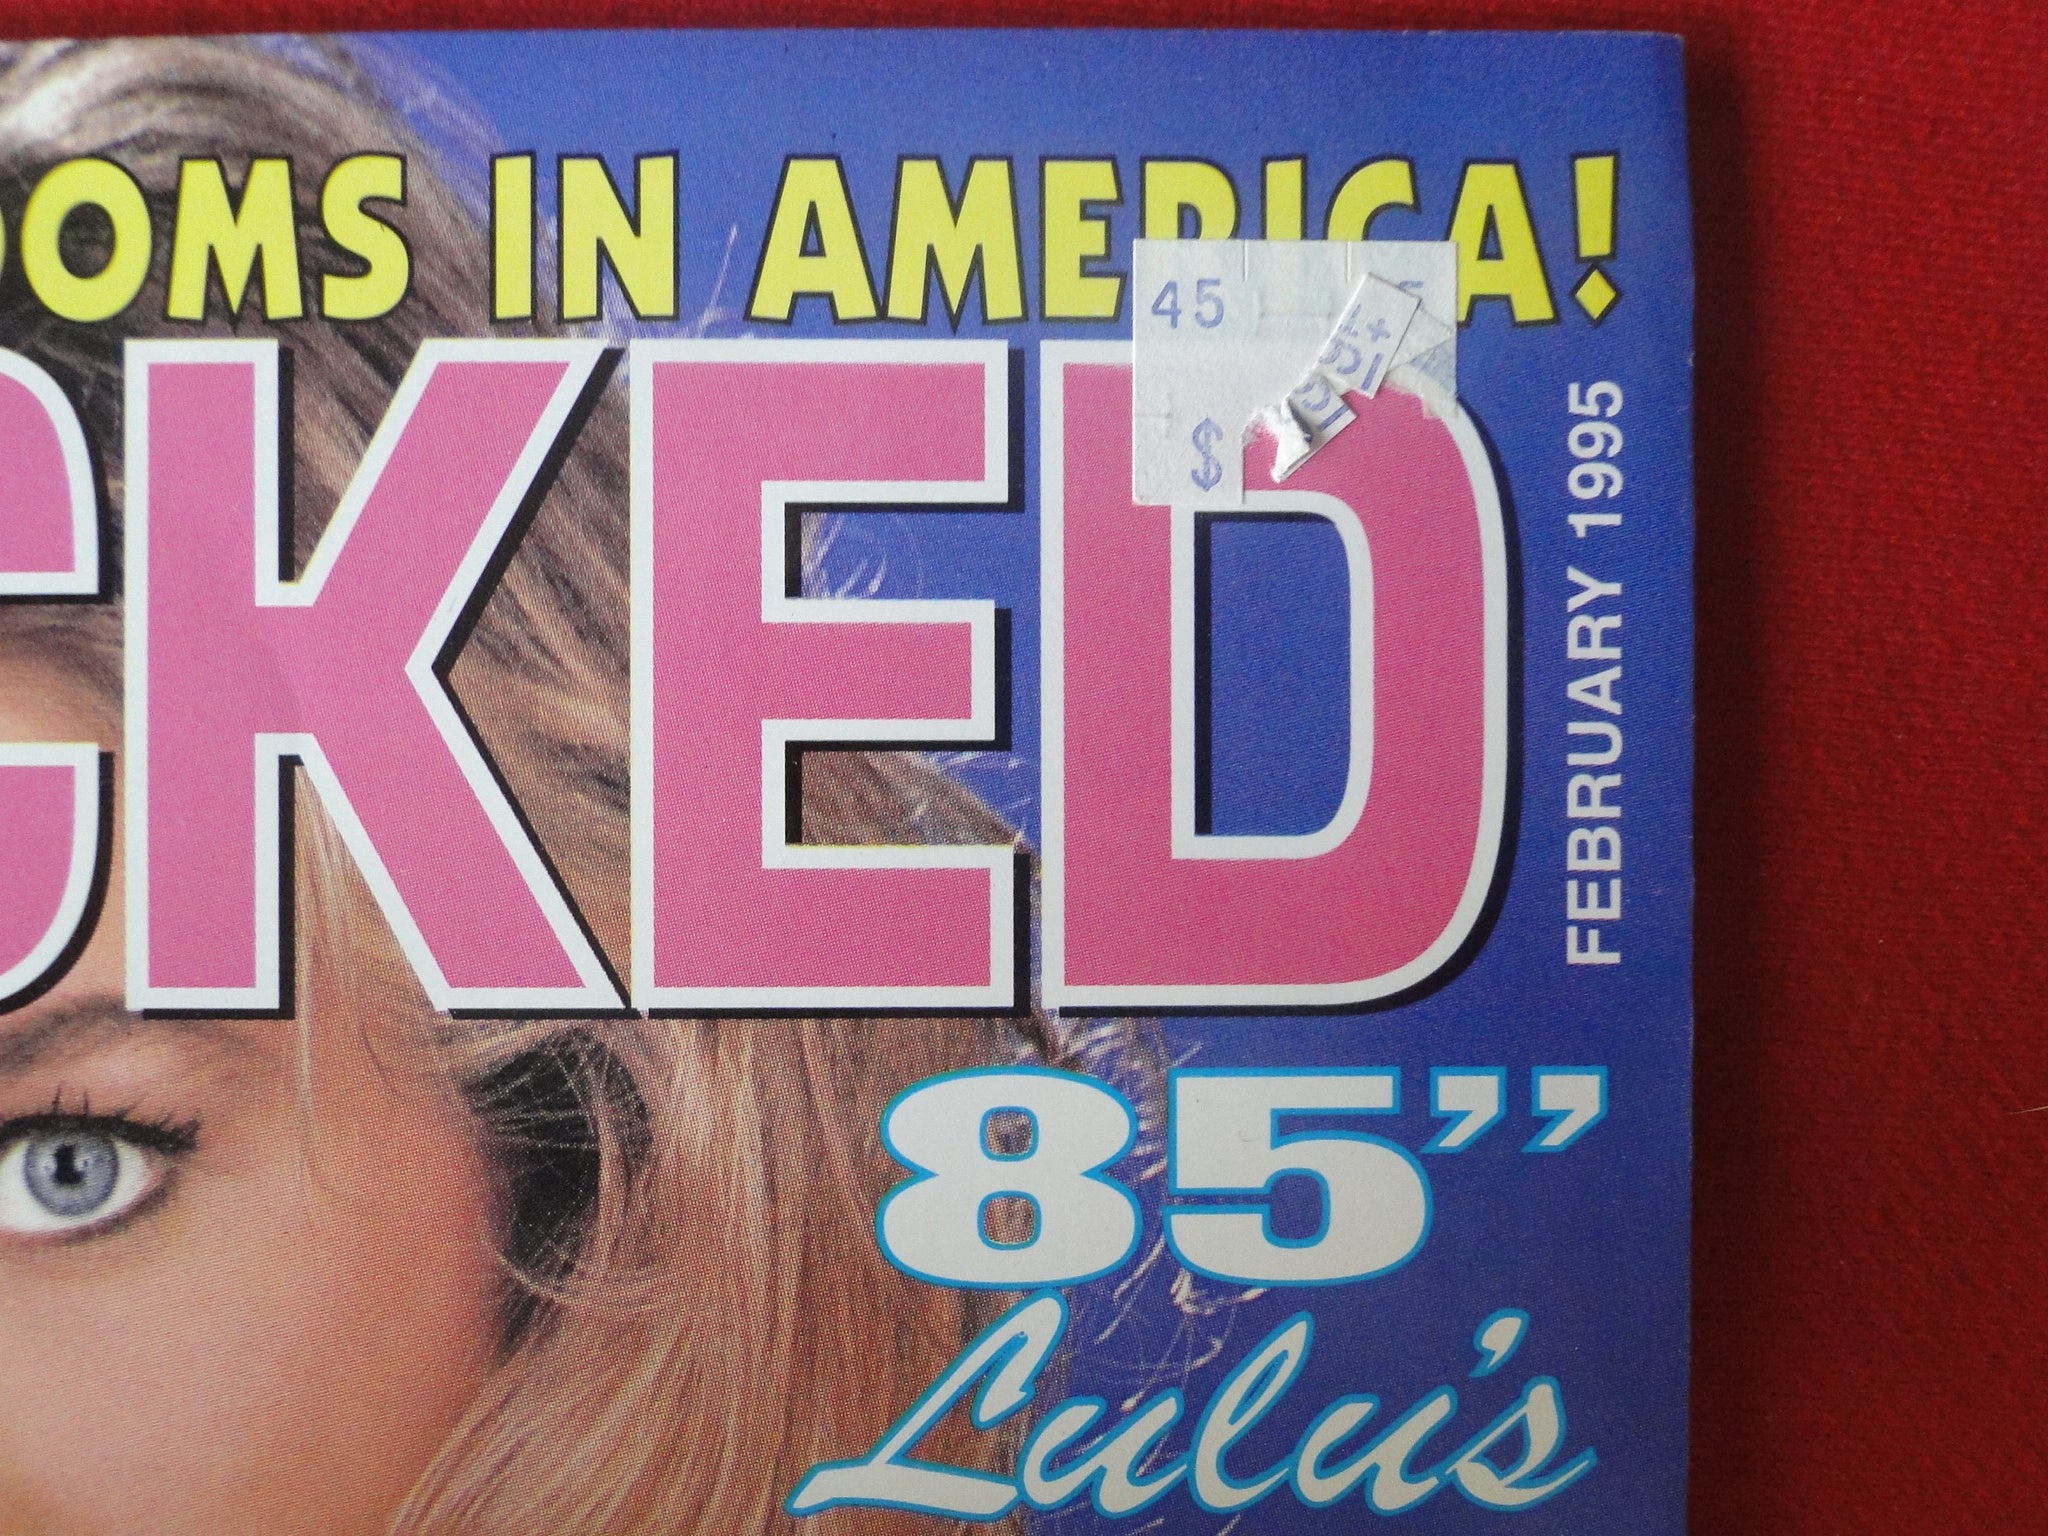 OOMS IN AMERICA!
45
$
CKED
FEBRUARY 1995
85"
Lulu's